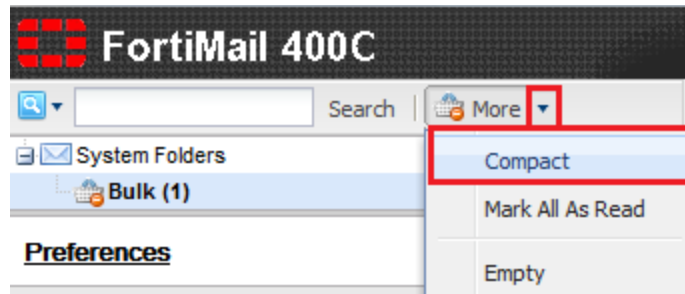 FortiMail 400C
Search | More
System Folders
Compact
Bulk (1)
Mark All As Read
Preferences
Empty